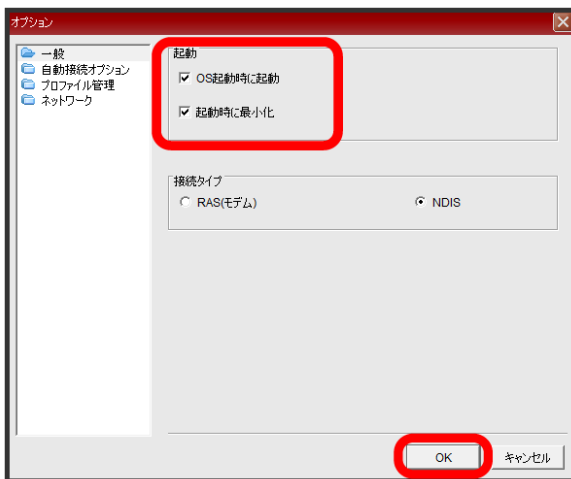 オプション
一般
自動接続オプション
プロファイル管理
ネットワーク
起動
OS起動時に起動
起動時に最小化
接続タイプ
RAS(モデム)
NDIS
OK
キャンセル